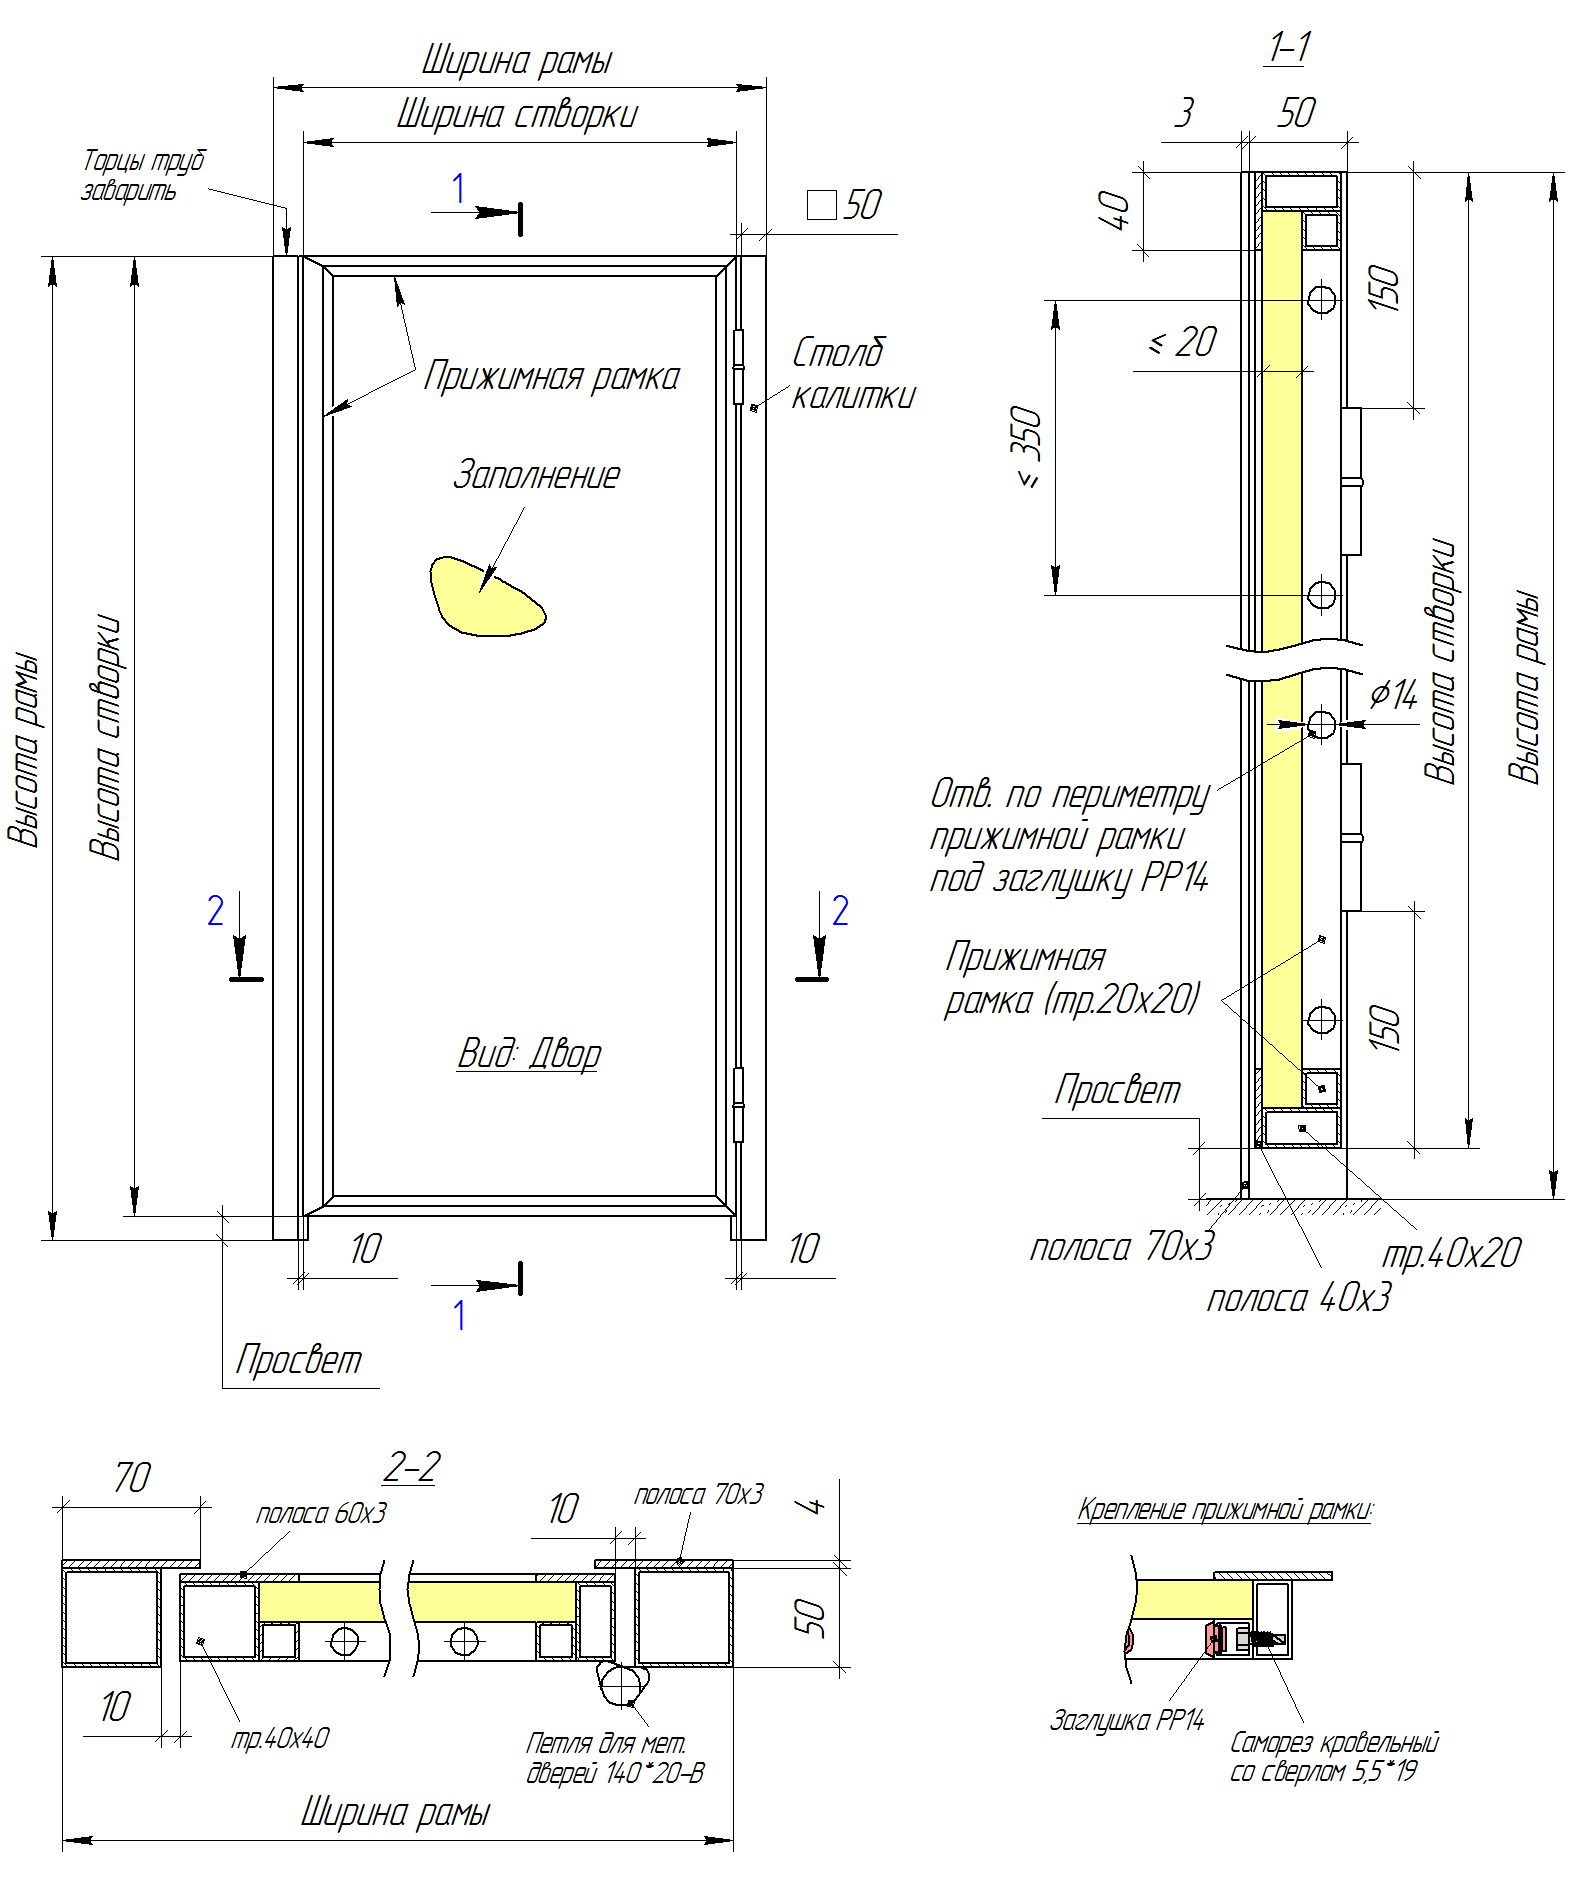 Ширина рамы
Ширина створки
Торцы труб
заварить
1
□ 50
Прижимная рамка
Столб
калитки
Заполнение
Высота рамы
Высота створки
2
2
Вид: Двор
10
10
1
Просвет
1-1
3
50
40
150
≤ 20
≤ 350
Высота створки
Высота рамы
⌀14
Отв. по периметру
прижимной рамки
под заглушку РР14
Прижимная
рамка (тр.20х20)
150
Просвет
полоса 70х3
тр.40х20
полоса 40х3
2-2
70
полоса 60х3
10
полоса 70х3
4
50
10
тр.40х40
Петля для мет.
дверей 140*20-В
Ширина рамы
Крепление прижимной рамки:
Заглушка РР14
Саморез кровельный
со сверлом 5,5*19